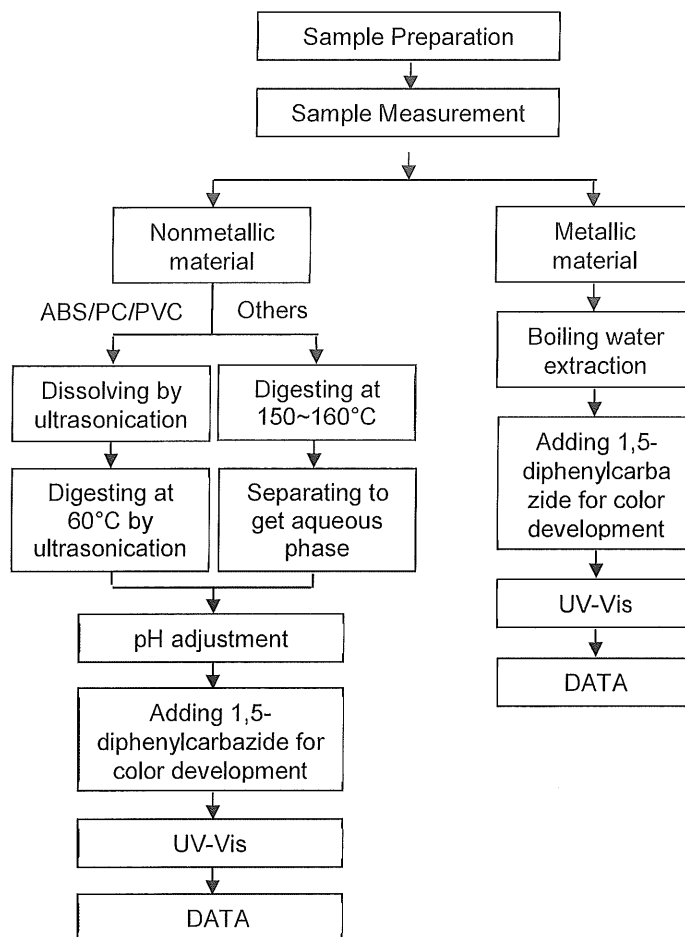 Sample Preparation
Sample Measurement
Nonmetallic
material
Metallic
material
ABS/PC/PVC
Others
Boiling water
extraction
Dissolving by
ultrasonication
Digesting at
150~160°C
Adding 1,5-
diphenylcarba
zide for color
development
Digesting at
60°C by
ultrasonication
Separating to
get aqueous
phase
UV-Vis
pH adjustment
DATA
Adding 1,5-
diphenylcarbazide for
color development
UV-Vis
DATA